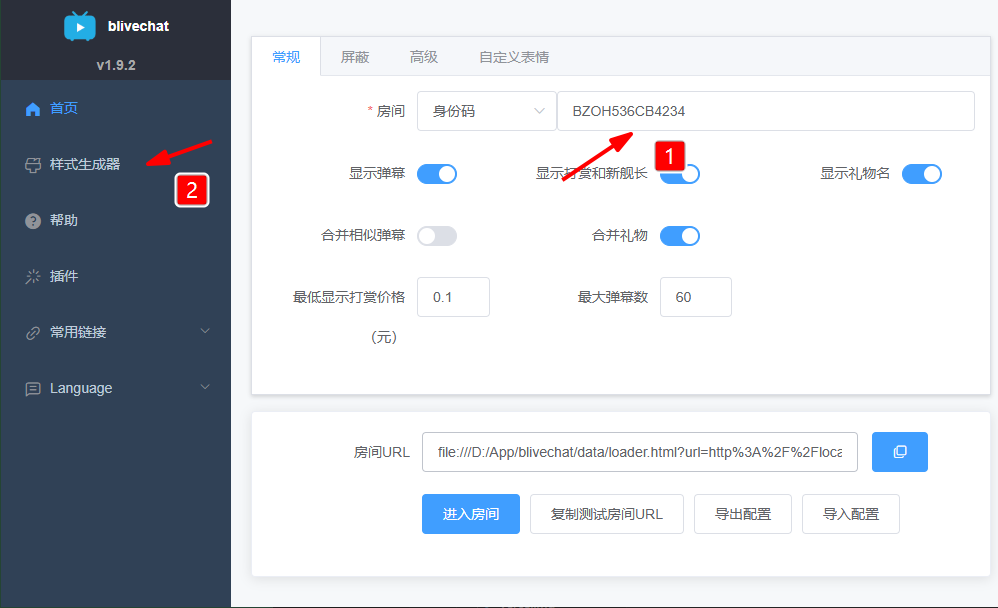 blivechat
v1.9.2
首页
样式生成器
2
帮助
插件
常用链接
Language
常规 屏蔽 高级 自定义表情
* 房间 身份码 BZOH536CB4234
1
显示弹幕 显示打赏和新舰长 显示礼物名
合并相似弹幕 合并礼物
最低显示打赏价格 0.1 最大弹幕数 60
（元）
房间URL file:///D:/App/blivechat/data/loader.html?url=http%3A%2F%2Floca
进入房间 复制测试房间URL 导出配置 导入配置